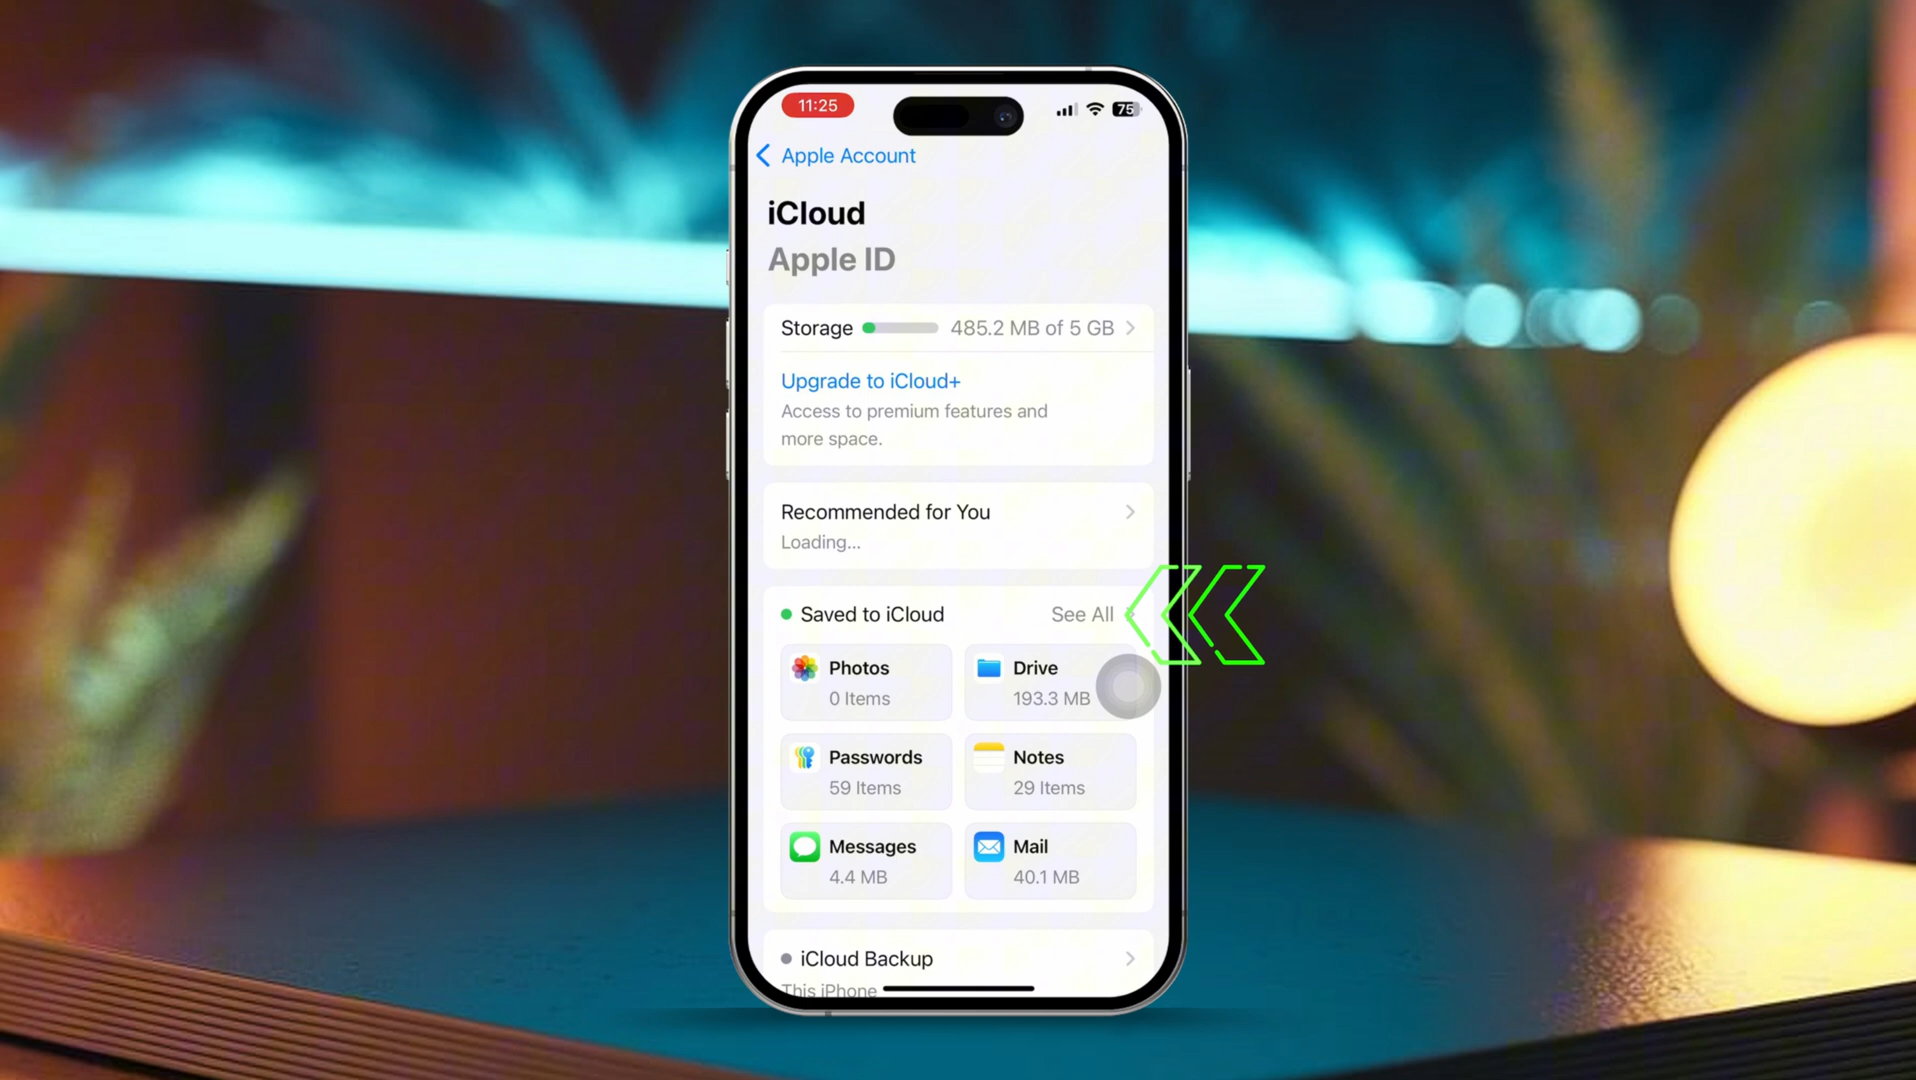 11:25
75
Apple Account
iCloud
Apple ID
Storage 485.2 MB of 5 GB
Upgrade to iCloud+
Access to premium features and
more space.
Recommended for You
Loading...
Saved to iCloud See All
Photos Drive
0 Items 193.3 MB
Passwords Notes
59 Items 29 Items
Messages Mail
4.4 MB 40.1 MB
iCloud Backup
This iPhone